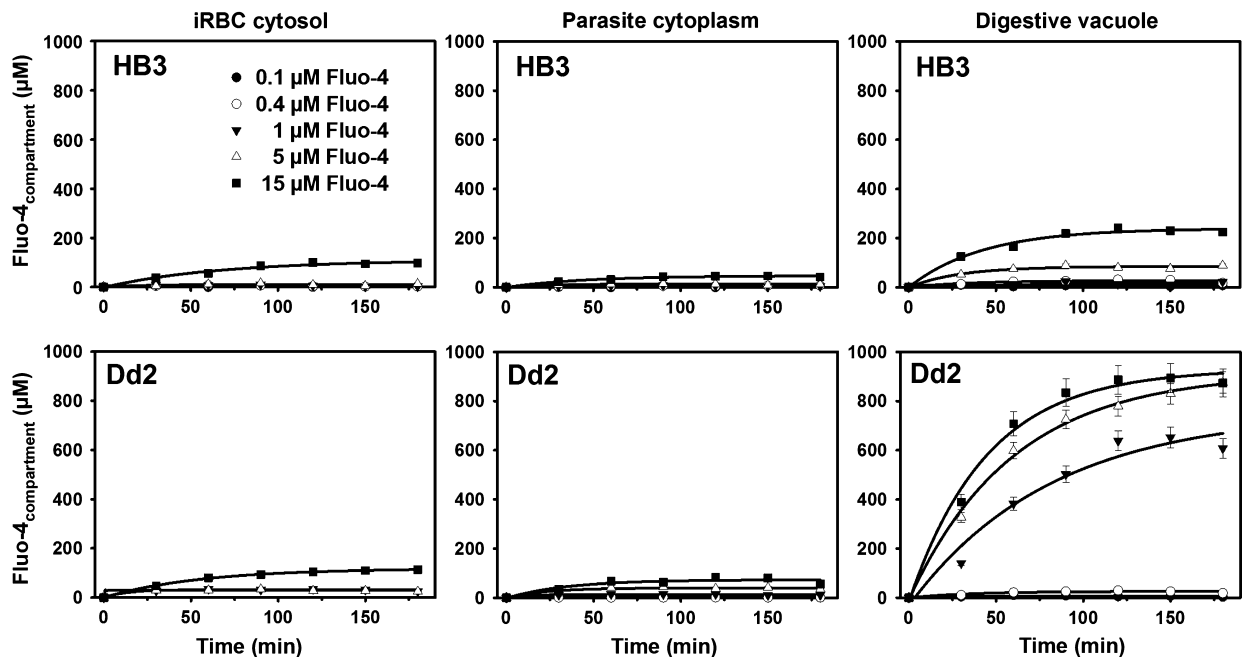 iRBC cytosol
Parasite cytoplasm
Digestive vacuole
Fluo-4compartment (µM)
1000
800
600
400
200
0
HB3
0.1 µM Fluo-4
0.4 µM Fluo-4
1 µM Fluo-4
5 µM Fluo-4
15 µM Fluo-4
0 50 100 150
1000
800
600
400
200
0
HB3
0 50 100 150
1000
800
600
400
200
0
HB3
0 50 100 150
Fluo-4compartment (µM)
1000
800
600
400
200
0
Dd2
0 50 100 150
Time (min)
1000
800
600
400
200
0
Dd2
0 50 100 150
Time (min)
1000
800
600
400
200
0
Dd2
0 50 100 150
Time (min)